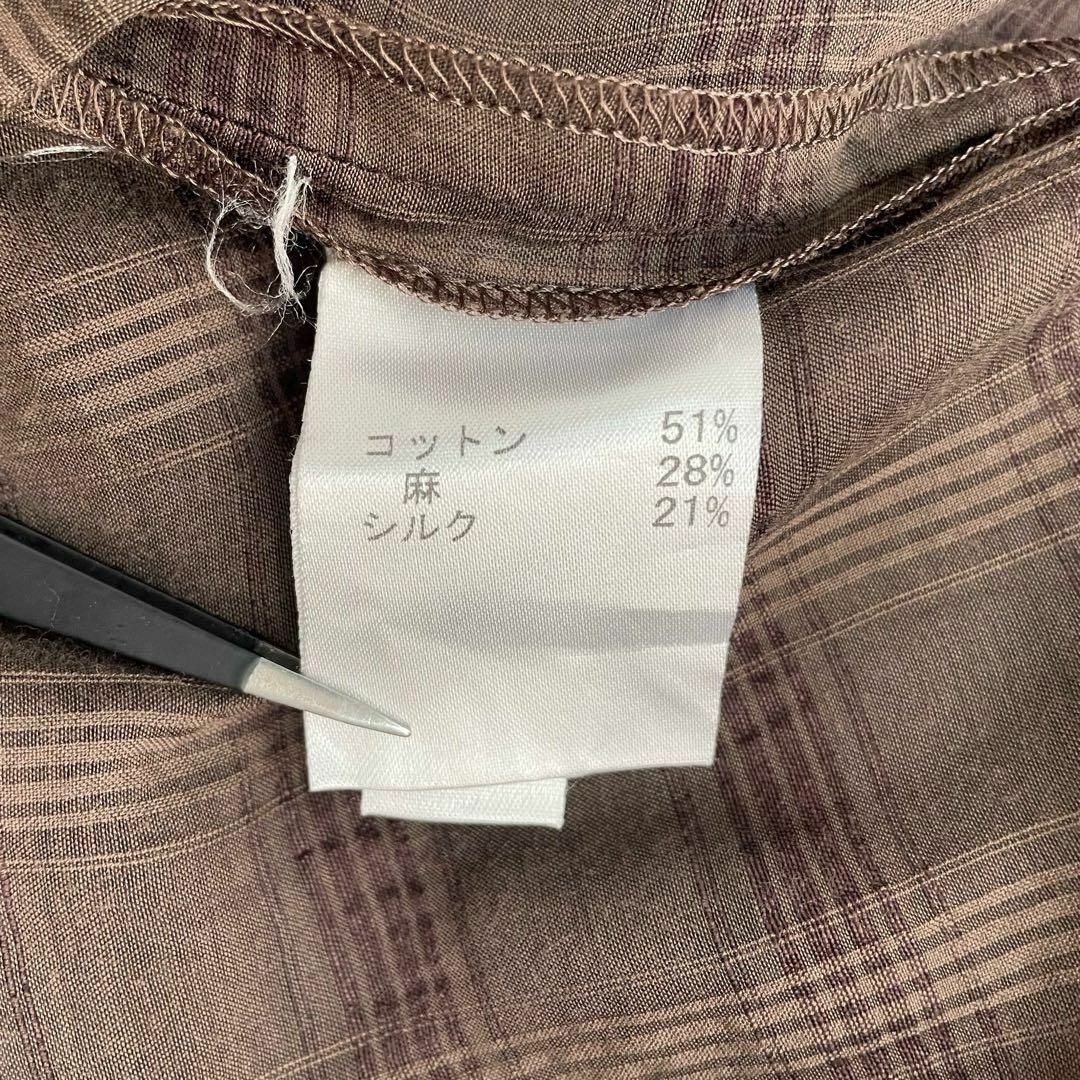 コットン 51%
麻 28%
シルク 21%